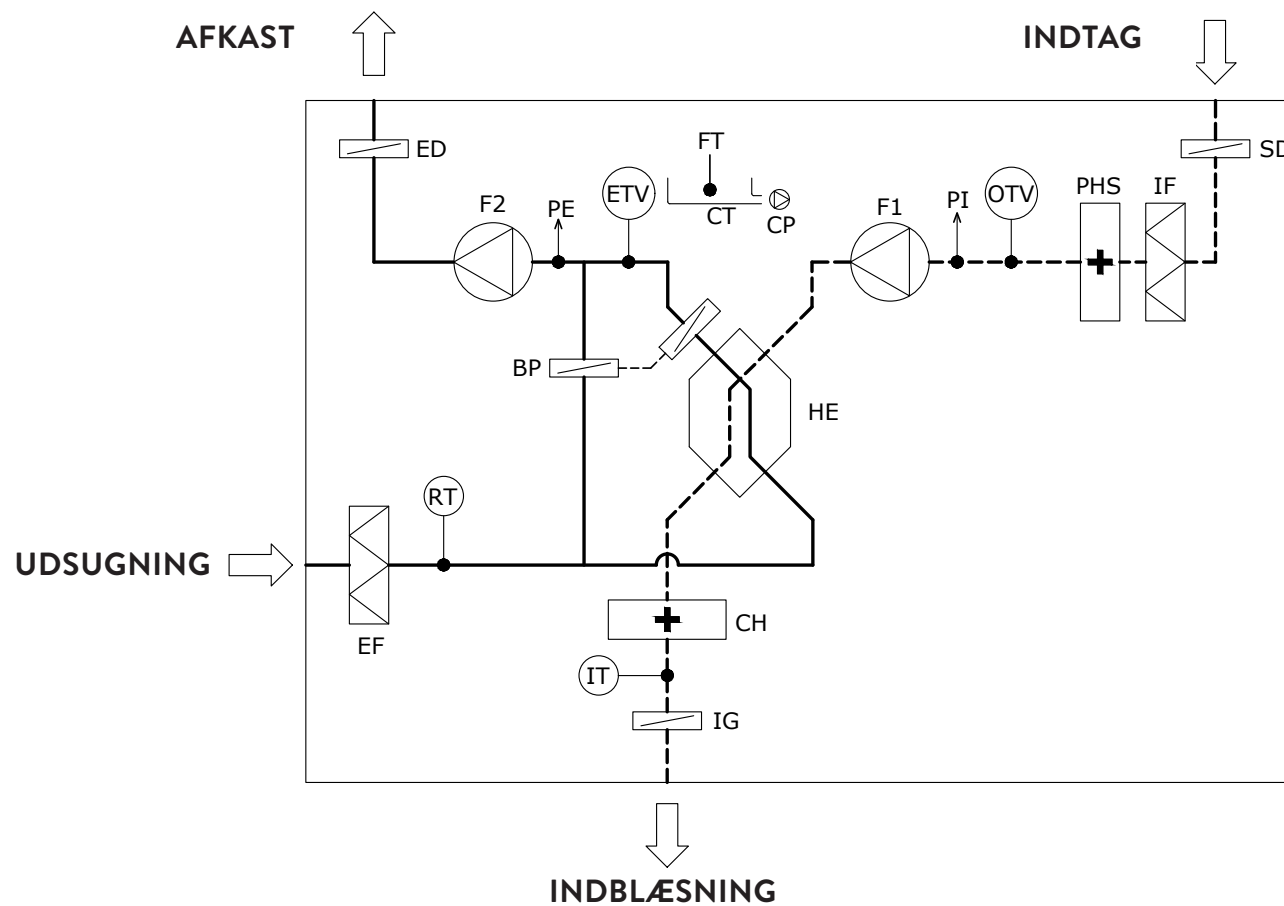 AFKAST
INDTAG
ED
FT
SD
ETV
CT
CP
F2
PE
F1
PI
OTV
PHS
IF
BP
HE
RT
UDSUGNING
EF
CH
IT
IG
INDBLÆSNING